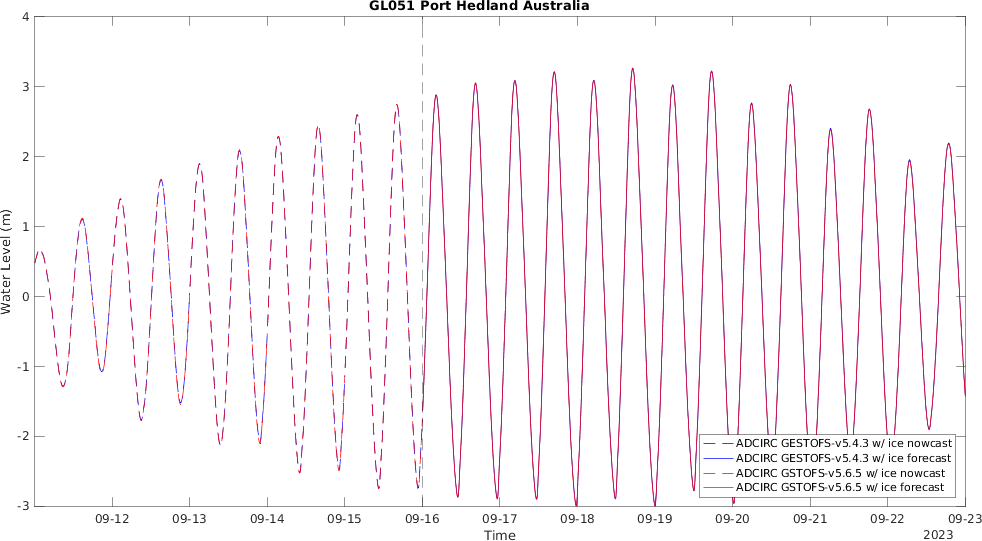 GL051 Port Hedland Australia
4
3
2
1
0
-1
-2
-3
Water Level (m)
09-12 09-13 09-14 09-15 09-16 09-17 09-18 09-19 09-20 09-21 09-22 09-23
Time
2023
ADCIRC GESTOFS-v5.4.3 w/ ice nowcast
ADCIRC GESTOFS-v5.4.3 w/ ice forecast
ADCIRC GSTOFS-v5.6.5 w/ ice nowcast
ADCIRC GSTOFS-v5.6.5 w/ ice forecast